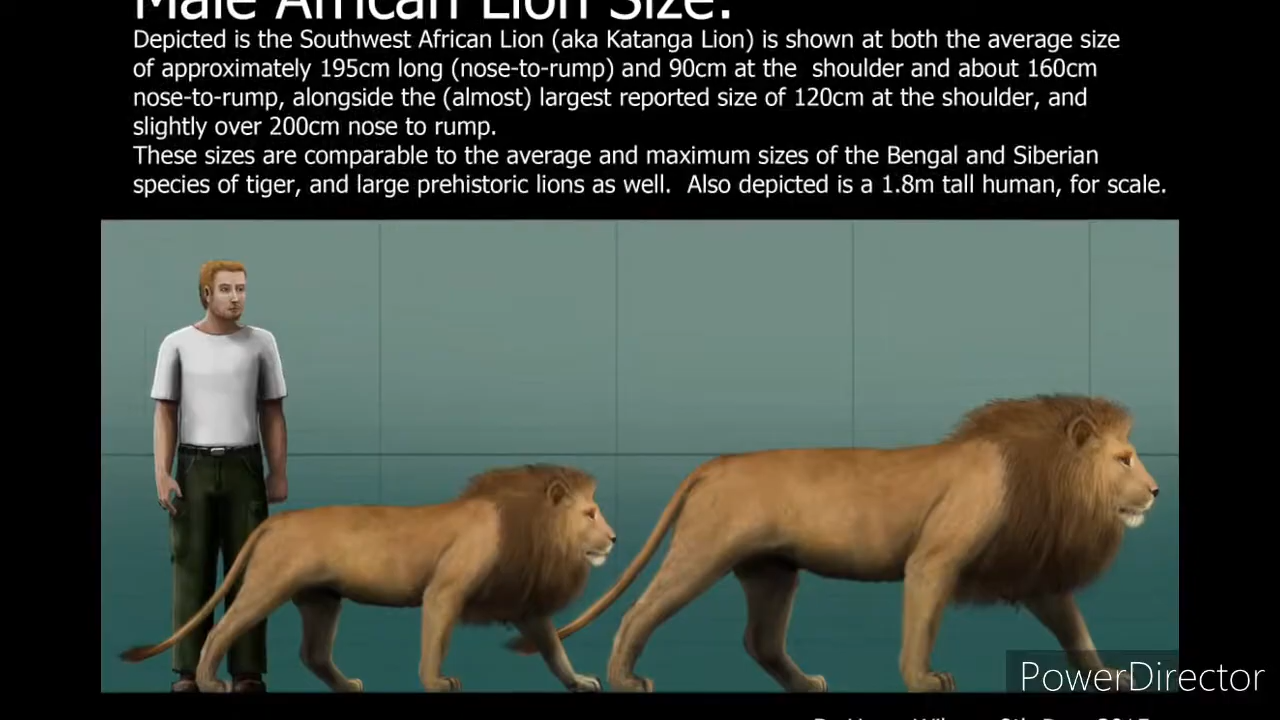 Male African Lion Size:
Depicted is the Southwest African Lion (aka Katanga Lion) is shown at both the average size
of approximately 195cm long (nose-to-rump) and 90cm at the shoulder and about 160cm
nose-to-rump, alongside the (almost) largest reported size of 120cm at the shoulder, and
slightly over 200cm nose to rump.
These sizes are comparable to the average and maximum sizes of the Bengal and Siberian
species of tiger, and large prehistoric lions as well. Also depicted is a 1.8m tall human, for scale.
PowerDirector